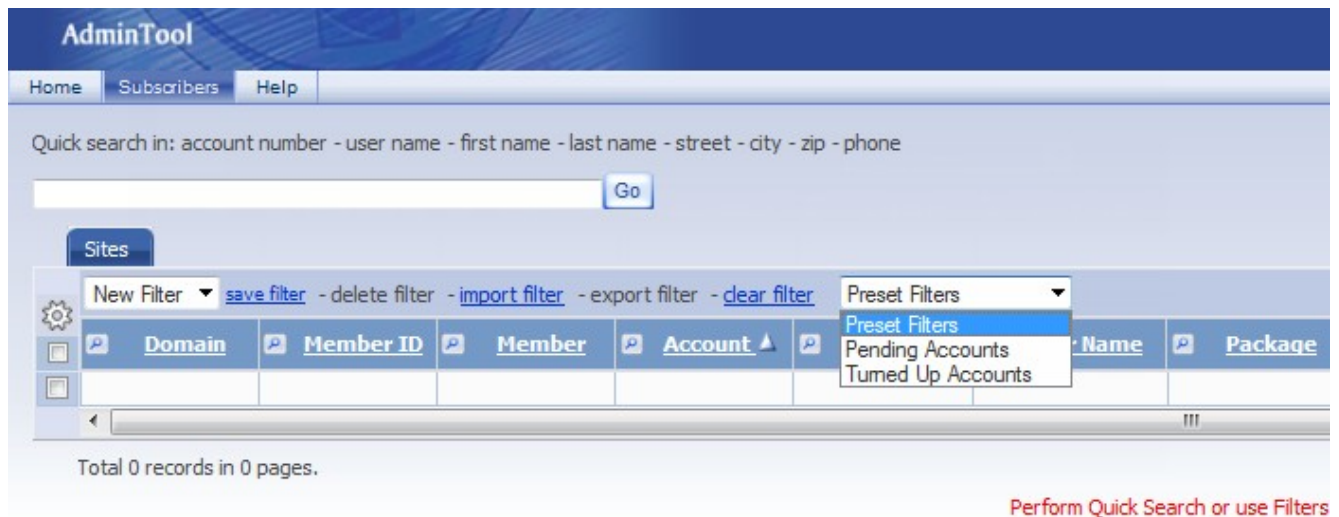 AdminTool
Home Subscribers Help
Quick search in: account number - user name - first name - last name - street - city - zip - phone
Go
Sites
New Filter save filter - delete filter - import filter - export filter - clear filter Preset Filters
Preset Filters
Pending Accounts
Turned Up Accounts
Domain Member ID Member Account Name Package
Total 0 records in 0 pages.
Perform Quick Search or use Filters